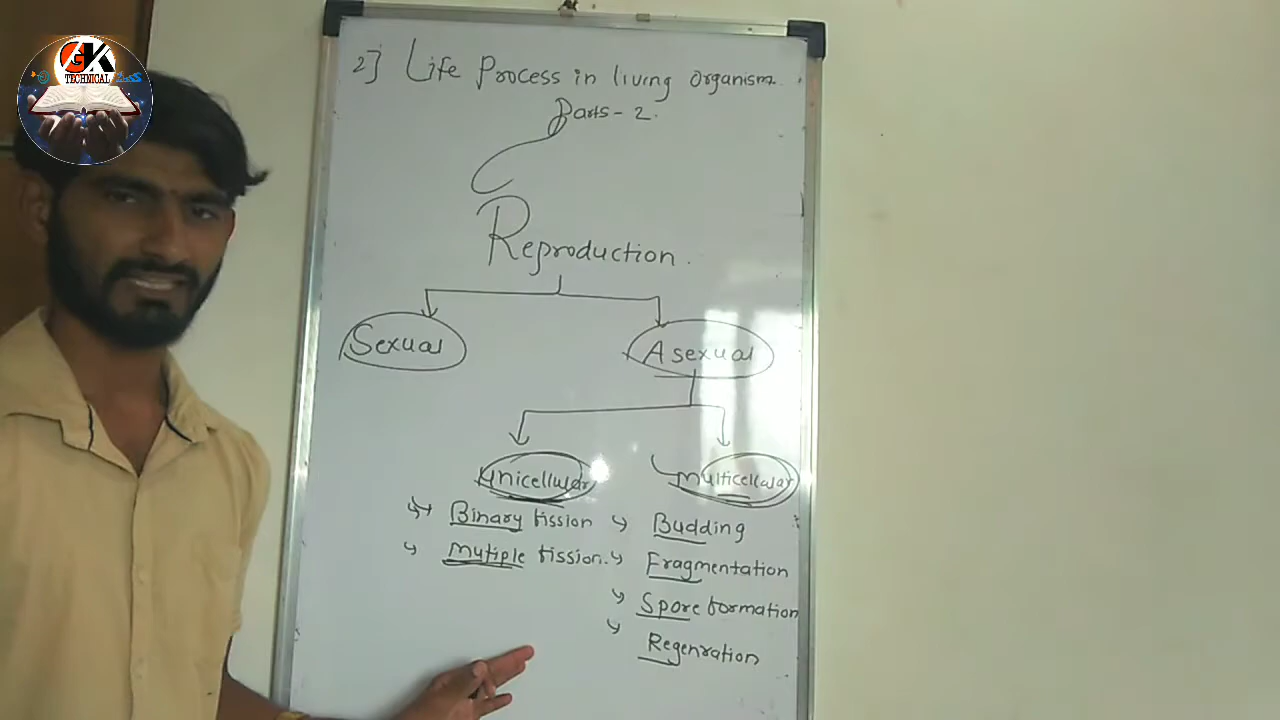 GK
TECHNICAL
2] Life Process in living organism.
Parts - 2.
Reproduction.
Sexual
Asexual
Unicellular
Multicellular
Binary fission
Budding
Mutiple fission.
Fragmentation
Spore formation
Regenration